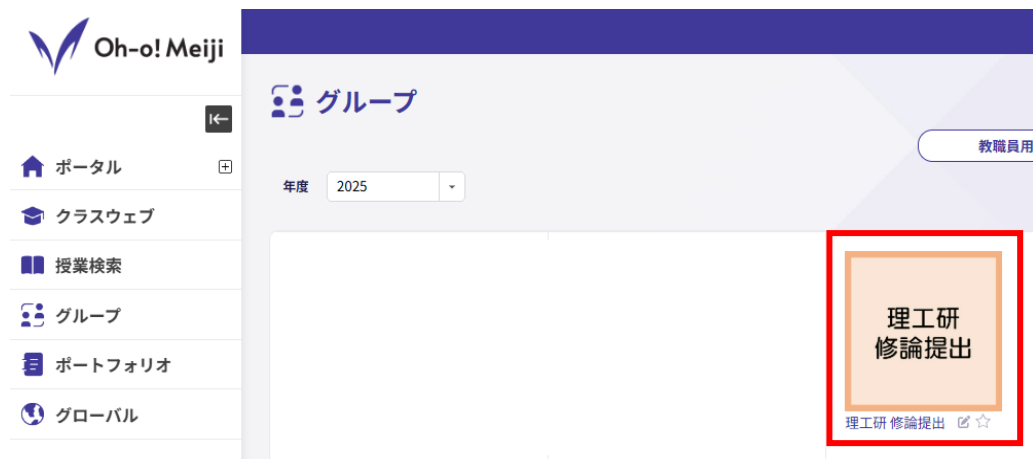 Oh-o! Meiji
ポータル
クラスウェブ
授業検索
グループ
ポートフォリオ
グローバル
グループ
教職員用
年度 2025
理工研
修論提出
理工研 修論提出